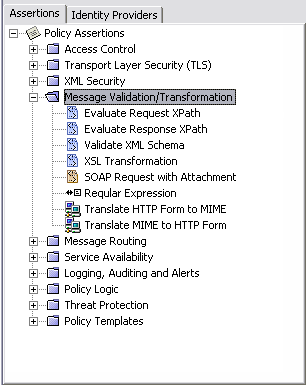 Assertions Identity Providers
Policy Assertions
Access Control
Transport Layer Security (TLS)
XML Security
Message Validation/Transformation
Evaluate Request XPath
Evaluate Response XPath
Validate XML Schema
XSL Transformation
SOAP Request with Attachment
Regular Expression
Translate HTTP Form to MIME
Translate MIME to HTTP Form
Message Routing
Service Availability
Logging, Auditing and Alerts
Policy Logic
Threat Protection
Policy Templates